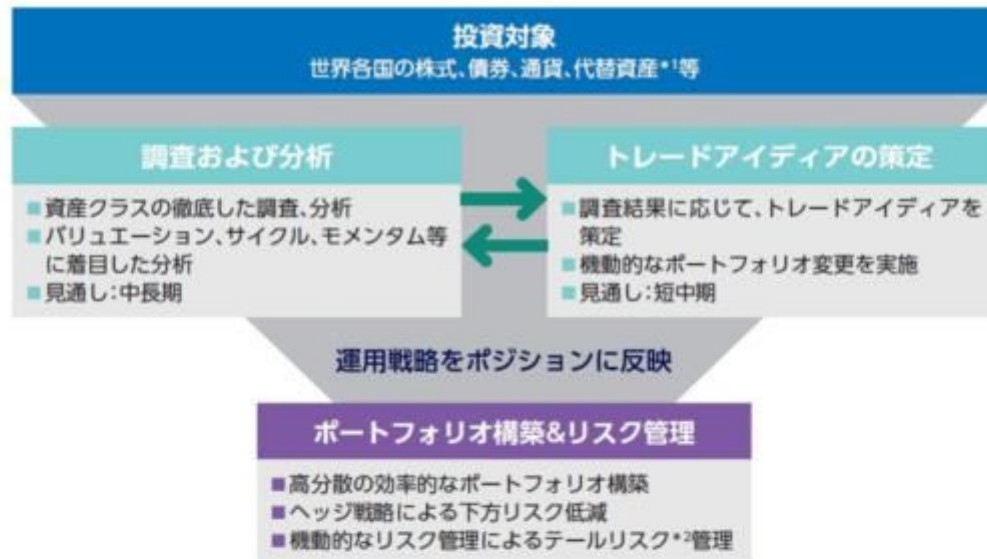 投資対象
世界各国の株式、債券、通貨、代替資産*1等
調査および分析
■資産クラスの徹底した調査、分析
■バリュエーション、サイクル、モメンタム等
に着目した分析
■見通し:中長期
トレードアイディアの策定
■調査結果に応じて、トレードアイディアを
策定
■機動的なポートフォリオ変更を実施
■見通し:短中期
運用戦略をポジションに反映
ポートフォリオ構築&リスク管理
■高分散の効率的なポートフォリオ構築
■ヘッジ戦略による下方リスク低減
■機動的なリスク管理によるテールリスク*2管理